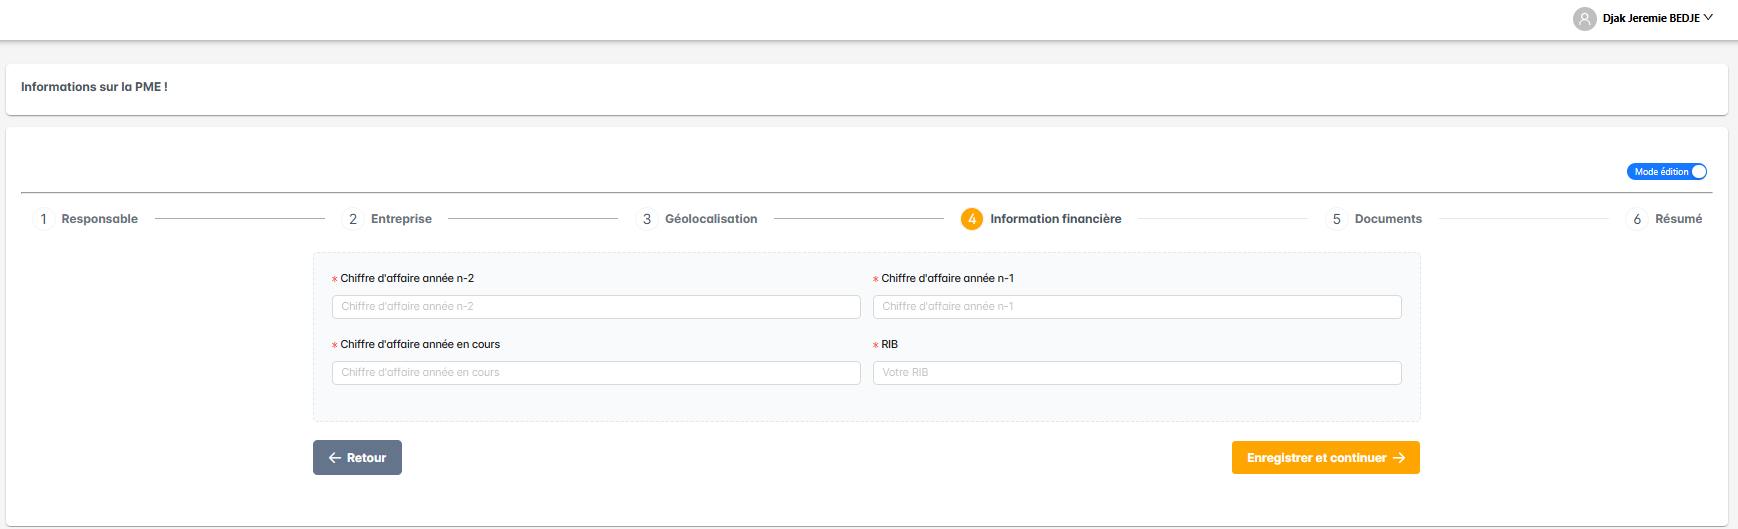 Djak Jeremie BEDJE
Informations sur la PME !
Mode édition
1 Responsable 2 Entreprise 3 Géolocalisation 4 Information financière 5 Documents 6 Résumé
* Chiffre d'affaire année n-2 * Chiffre d'affaire année n-1
Chiffre d'affaire année n-2 Chiffre d'affaire année n-1
* Chiffre d'affaire année en cours * RIB
Chiffre d'affaire année en cours Votre RIB
← Retour Enregistrer et continuer →